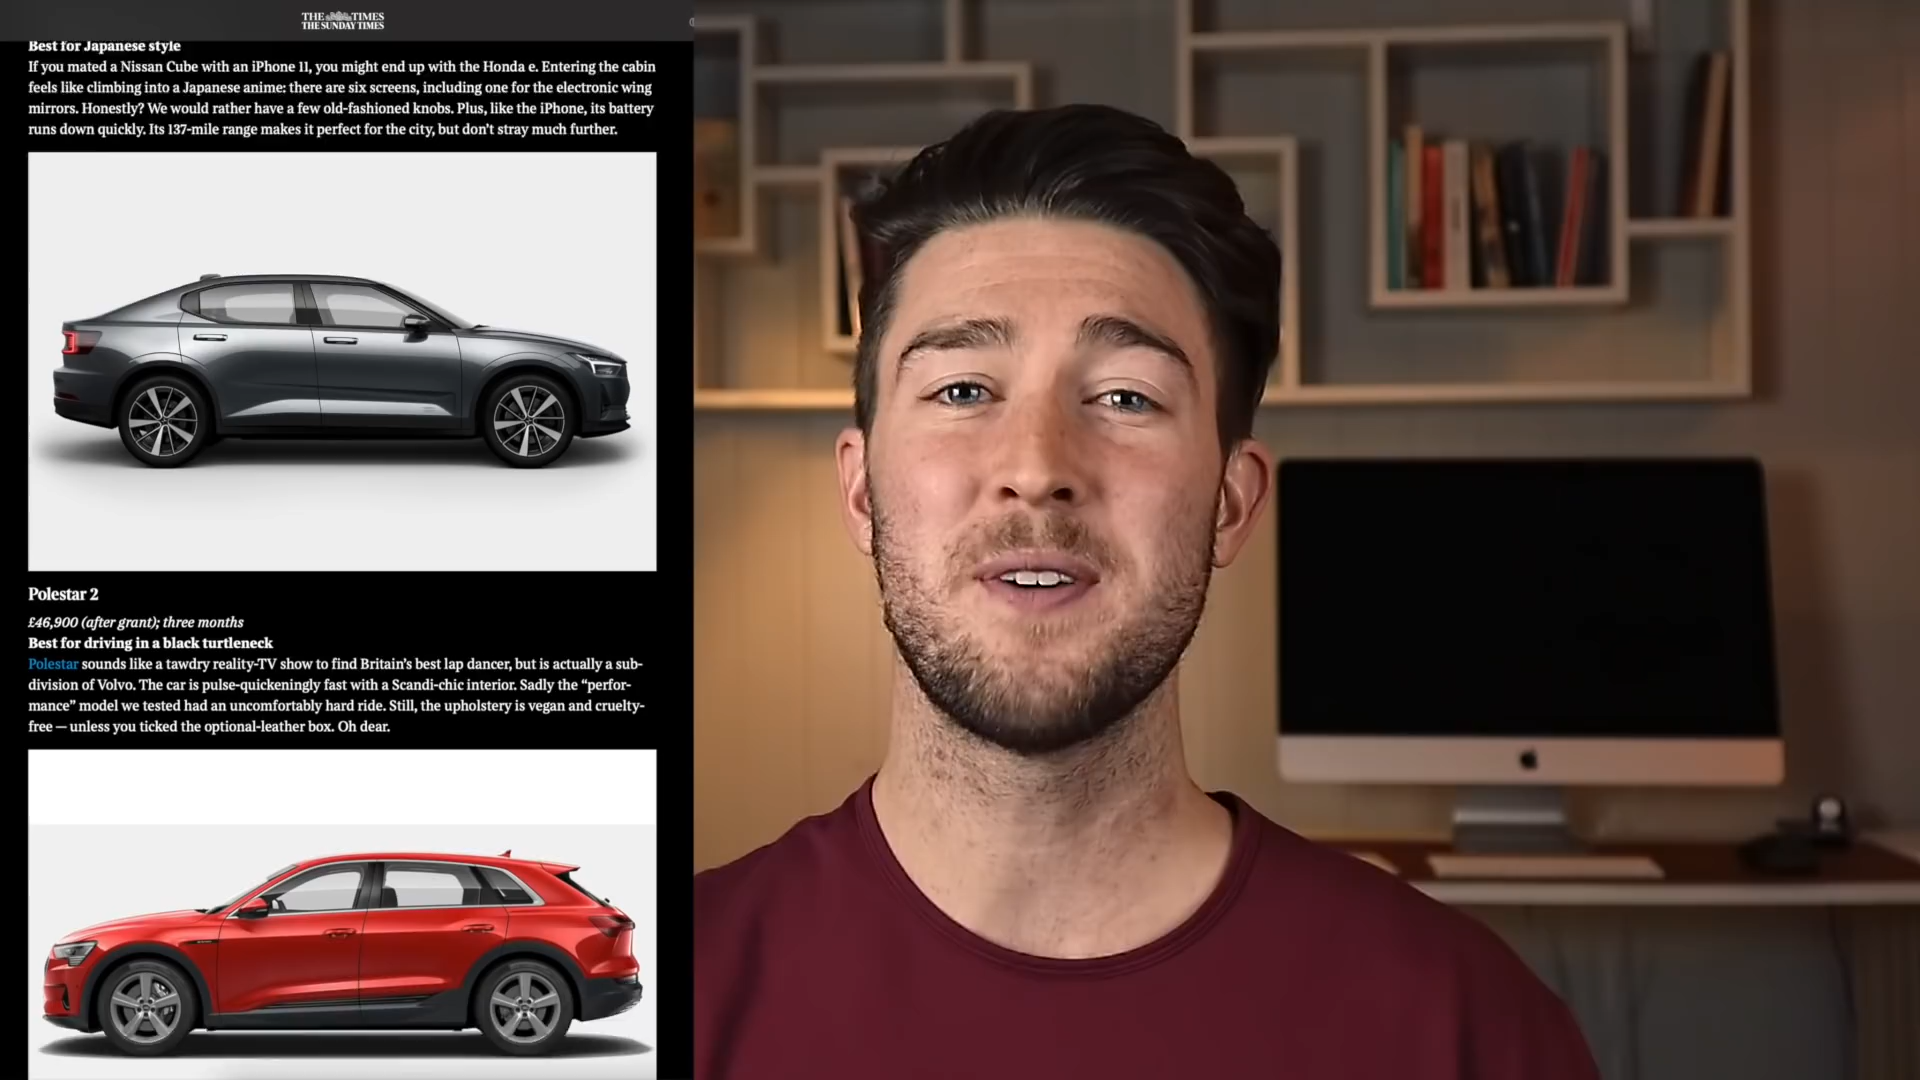 THE TIMES
THE SUNDAY TIMES
Best for Japanese style
If you mated a Nissan Cube with an iPhone 11, you might end up with the Honda e. Entering the cabin
feels like climbing into a Japanese anime: there are six screens, including one for the electronic wing
mirrors. Honestly? We would rather have a few old-fashioned knobs. Plus, like the iPhone, its battery
runs down quickly. Its 137-mile range makes it perfect for the city, but don't stray much further.
Polestar 2
£46,900 (after grant); three months
Best for driving in a black turtleneck
Polestar sounds like a tawdry reality-TV show to find Britain's best lap dancer, but is actually a sub-
division of Volvo. The car is pulse-quickeningly fast with a Scandi-chic interior. Sadly the “perfor-
mance” model we tested had an uncomfortably hard ride. Still, the upholstery is vegan and cruelty-
free — unless you ticked the optional-leather box. Oh dear.